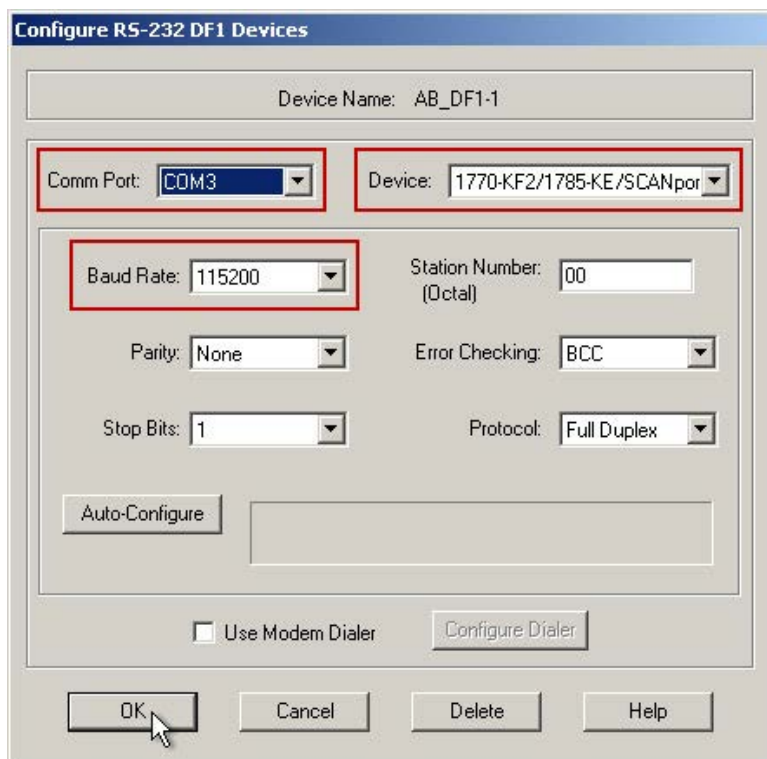 Configure RS-232 DF1 Devices
Device Name: AB_DF1-1
Comm Port: COM3 Device: 1770-KF2/1785-KE/SCANpor
Baud Rate: 115200 Station Number: 00
(Octal)
Parity: None Error Checking: BCC
Stop Bits: 1 Protocol: Full Duplex
Auto-Configure
Use Modem Dialer Configure Dialer
OK Cancel Delete Help